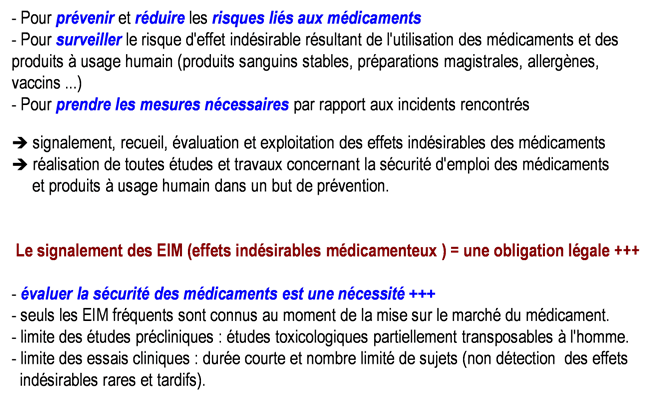 - Pour prévenir et réduire les risques liés aux médicaments
- Pour surveiller le risque d'effet indésirable résultant de l'utilisation des médicaments et des
produits à usage humain (produits sanguins stables, préparations magistrales, allergènes,
vaccins ...)
- Pour prendre les mesures nécessaires par rapport aux incidents rencontrés
➔ signalement, recueil, évaluation et exploitation des effets indésirables des médicaments
➔ réalisation de toutes études et travaux concernant la sécurité d'emploi des médicaments
et produits à usage humain dans un but de prévention.
Le signalement des EIM (effets indésirables médicamenteux ) = une obligation légale +++
- évaluer la sécurité des médicaments est une nécessité +++
- seuls les EIM fréquents sont connus au moment de la mise sur le marché du médicament.
- limite des études précliniques : études toxicologiques partiellement transposables à l'homme.
- limite des essais cliniques : durée courte et nombre limité de sujets (non détection des effets
indésirables rares et tardifs).